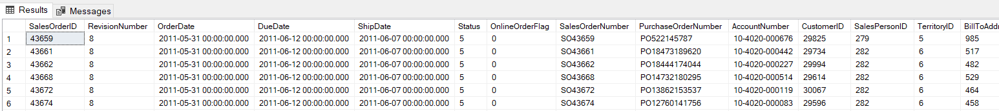 Results Messages
SalesOrderID RevisionNumber OrderDate DueDate ShipDate Status OnlineOrderFlag SalesOrderNumber PurchaseOrderNumber AccountNumber CustomerID SalesPersonID TerritoryID BillToAddr
1 43659 8 2011-05-31 00:00:00.000 2011-06-12 00:00:00.000 2011-06-07 00:00:00.000 5 0 SO43659 PO522145787 10-4020-000676 29825 279 5 985
2 43661 8 2011-05-31 00:00:00.000 2011-06-12 00:00:00.000 2011-06-07 00:00:00.000 5 0 SO43661 PO18473189620 10-4020-000442 29734 282 6 517
3 43662 8 2011-05-31 00:00:00.000 2011-06-12 00:00:00.000 2011-06-07 00:00:00.000 5 0 SO43662 PO18444174044 10-4020-000227 29994 282 6 482
4 43668 8 2011-05-31 00:00:00.000 2011-06-12 00:00:00.000 2011-06-07 00:00:00.000 5 0 SO43668 PO14732180295 10-4020-000514 29614 282 6 529
5 43672 8 2011-05-31 00:00:00.000 2011-06-12 00:00:00.000 2011-06-07 00:00:00.000 5 0 SO43672 PO13862153537 10-4020-000119 30067 282 6 464
6 43674 8 2011-05-31 00:00:00.000 2011-06-12 00:00:00.000 2011-06-07 00:00:00.000 5 0 SO43674 PO12760141756 10-4020-000083 29596 282 6 458